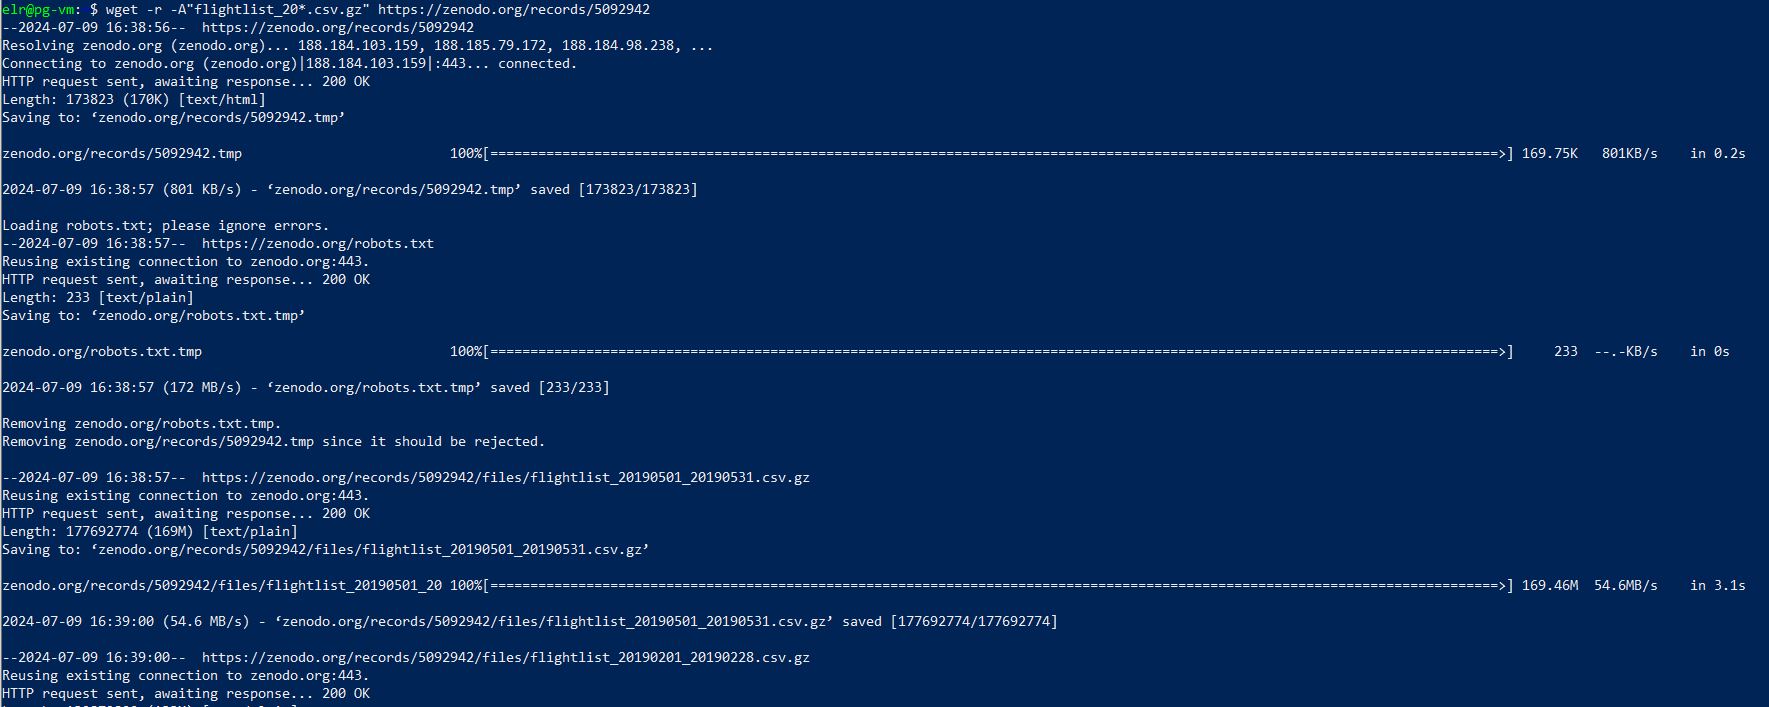 elr@pg-vm: $ wget -r -A"flightlist_20*.csv.gz" https://zenodo.org/records/5092942
--2024-07-09 16:38:56--  https://zenodo.org/records/5092942
Resolving zenodo.org (zenodo.org)... 188.184.103.159, 188.185.79.172, 188.184.98.238, ...
Connecting to zenodo.org (zenodo.org)|188.184.103.159|:443... connected.
HTTP request sent, awaiting response... 200 OK
Length: 173823 (170K) [text/html]
Saving to: ‘zenodo.org/records/5092942.tmp’
zenodo.org/records/5092942.tmp 100%[==============================================================================================================================>] 169.75K 801KB/s in 0.2s
2024-07-09 16:38:57 (801 KB/s) - ‘zenodo.org/records/5092942.tmp’ saved [173823/173823]
Loading robots.txt; please ignore errors.
--2024-07-09 16:38:57--  https://zenodo.org/robots.txt
Reusing existing connection to zenodo.org:443.
HTTP request sent, awaiting response... 200 OK
Length: 233 [text/plain]
Saving to: ‘zenodo.org/robots.txt.tmp’
zenodo.org/robots.txt.tmp 100%[==============================================================================================================================>] 233 --.-KB/s in 0s
2024-07-09 16:38:57 (172 MB/s) - ‘zenodo.org/robots.txt.tmp’ saved [233/233]
Removing zenodo.org/robots.txt.tmp.
Removing zenodo.org/records/5092942.tmp since it should be rejected.
--2024-07-09 16:38:57--  https://zenodo.org/records/5092942/files/flightlist_20190501_20190531.csv.gz
Reusing existing connection to zenodo.org:443.
HTTP request sent, awaiting response... 200 OK
Length: 177692774 (169M) [text/plain]
Saving to: ‘zenodo.org/records/5092942/files/flightlist_20190501_20190531.csv.gz’
zenodo.org/records/5092942/files/flightlist_20190501_20 100%[==============================================================================================================================>] 169.46M 54.6MB/s in 3.1s
2024-07-09 16:39:00 (54.6 MB/s) - ‘zenodo.org/records/5092942/files/flightlist_20190501_20190531.csv.gz’ saved [177692774/177692774]
--2024-07-09 16:39:00--  https://zenodo.org/records/5092942/files/flightlist_20190201_20190228.csv.gz
Reusing existing connection to zenodo.org:443.
HTTP request sent, awaiting response... 200 OK